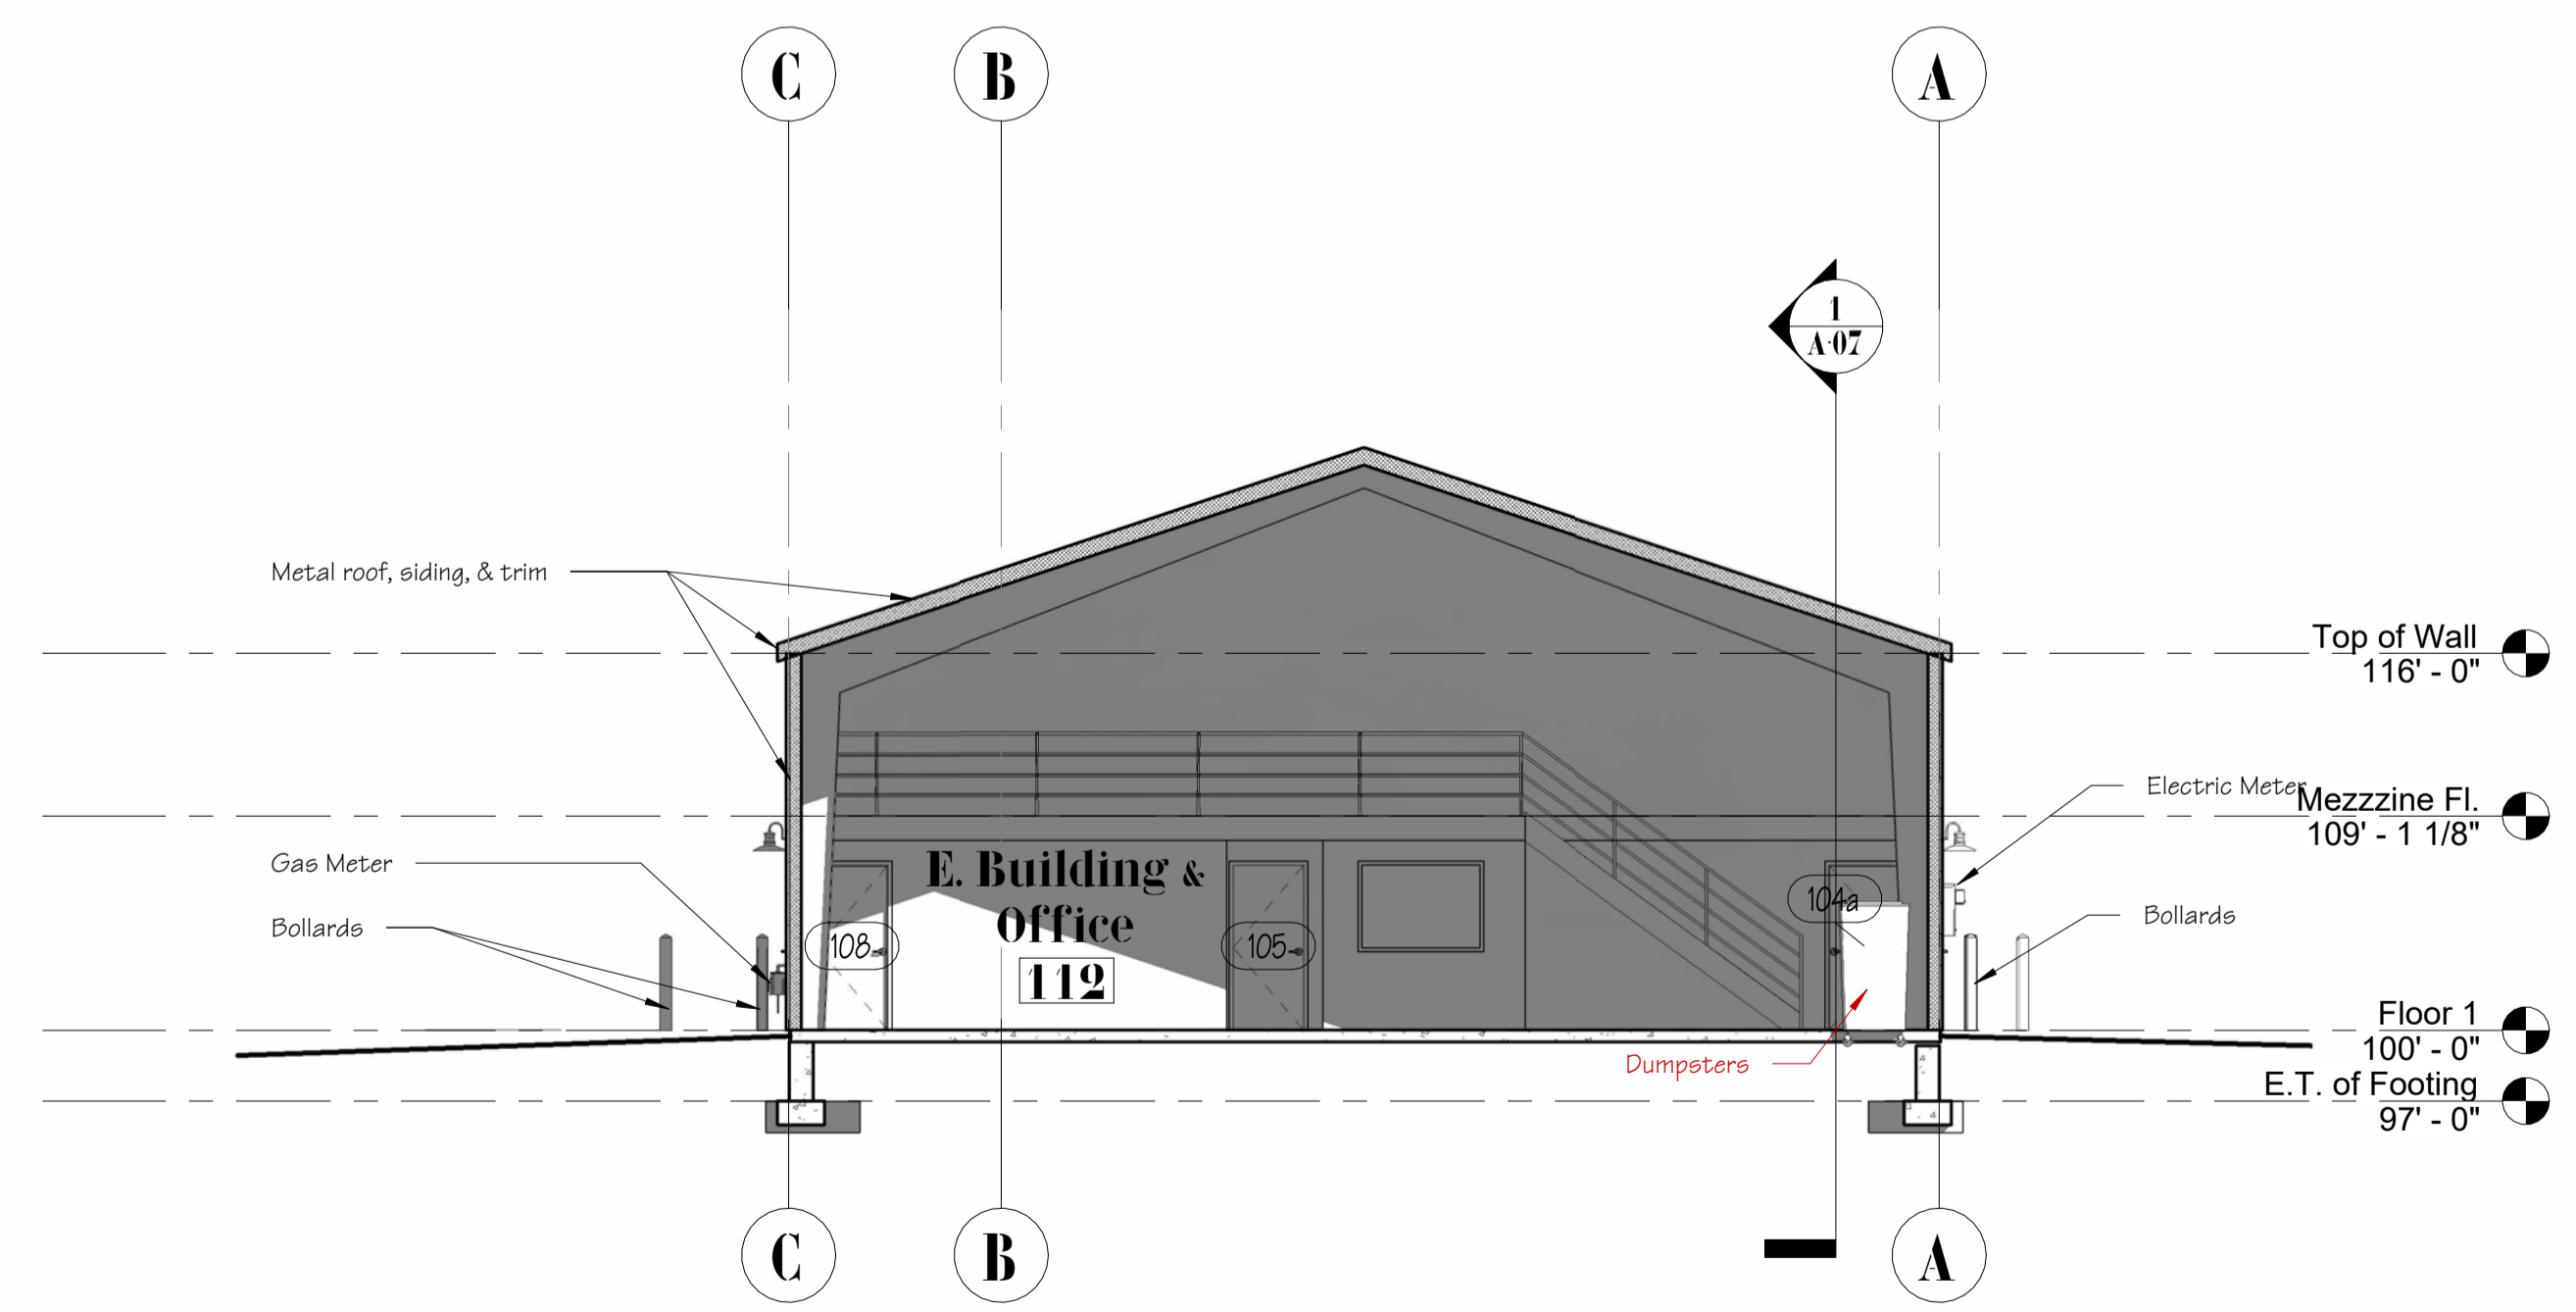 C
B
A
1
A·07
Metal roof, siding, & trim
Top of Wall
116' - 0"
Electric Meter
Mezzzine Fl.
109' - 1 1/8"
Gas Meter
E. Building &
Office
112
104a
108
105
Bollards
Bollards
Floor 1
100' - 0"
Dumpsters
E.T. of Footing
97' - 0"
C
B
A